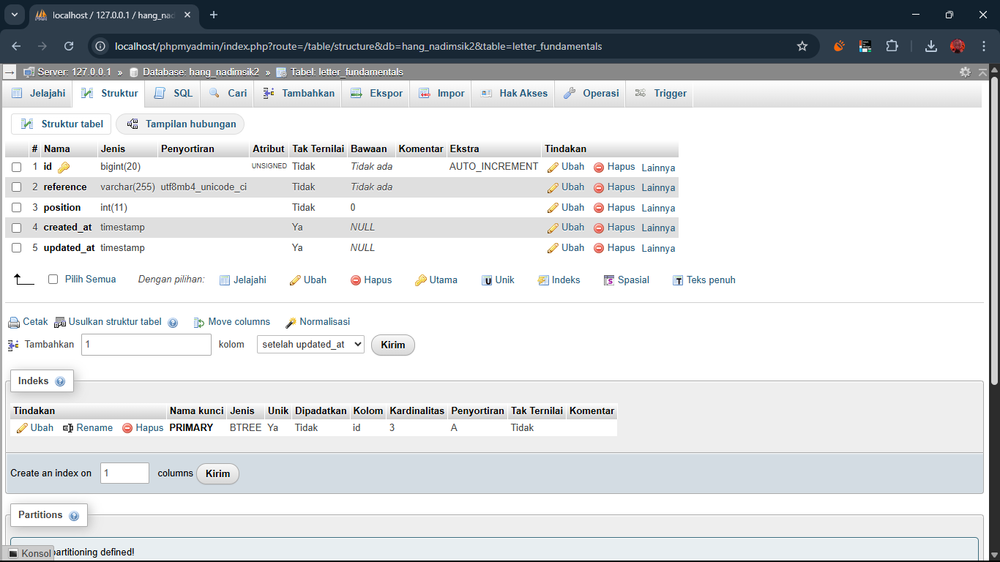 localhost / 127.0.0.1 / hang_nad
localhost/phpmyadmin/index.php?route=/table/structure&db=hang_nadimsik2&table=letter_fundamentals
Server: 127.0.0.1 » Database: hang_nadimsik2 » Tabel: letter_fundamentals
Jelajahi Struktur SQL Cari Tambahkan Ekspor Impor Hak Akses Operasi Trigger
Struktur tabel Tampilan hubungan
# Nama Jenis Penyortiran Atribut Tak Ternilai Bawaan Komentar Ekstra Tindakan
1 id bigint(20) UNSIGNED Tidak Tidak ada AUTO_INCREMENT Ubah Hapus Lainnya
2 reference varchar(255) utf8mb4_unicode_ci Tidak Tidak ada Ubah Hapus Lainnya
3 position int(11) Tidak 0 Ubah Hapus Lainnya
4 created_at timestamp Ya NULL Ubah Hapus Lainnya
5 updated_at timestamp Ya NULL Ubah Hapus Lainnya
Pilih Semua Dengan pilihan: Jelajahi Ubah Hapus Utama Unik Indeks Spasial Teks penuh
Cetak Usulkan struktur tabel Move columns Normalisasi
Tambahkan 1 kolom setelah updated_at Kirim
Indeks
Tindakan Nama kunci Jenis Unik Dipadatkan Kolom Kardinalitas Penyortiran Tak Ternilai Komentar
Ubah Rename Hapus PRIMARY BTREE Ya Tidak id 3 A Tidak
Create an index on 1 columns Kirim
Partitions
Konsol partitioning defined!